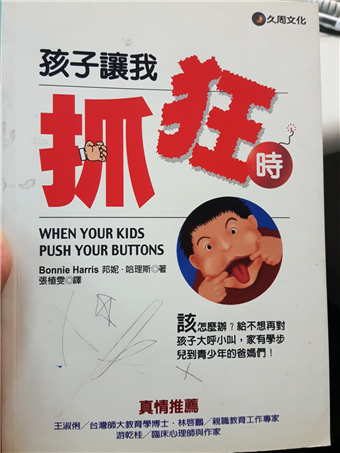 久周文化
孩子讓我
抓狂
時
WHEN YOUR KIDS
PUSH YOUR BUTTONS
Bonnie Harris 邦妮·哈理斯◎著
張植雯◎譯
該怎麼辦？給不想再對
孩子大呼小叫，家有學步
兒到青少年的爸媽們！
真情推薦
王淑俐／台灣師大教育學博士·林啓鵬／親職教育工作專家
游乾桂／臨床心理師與作家